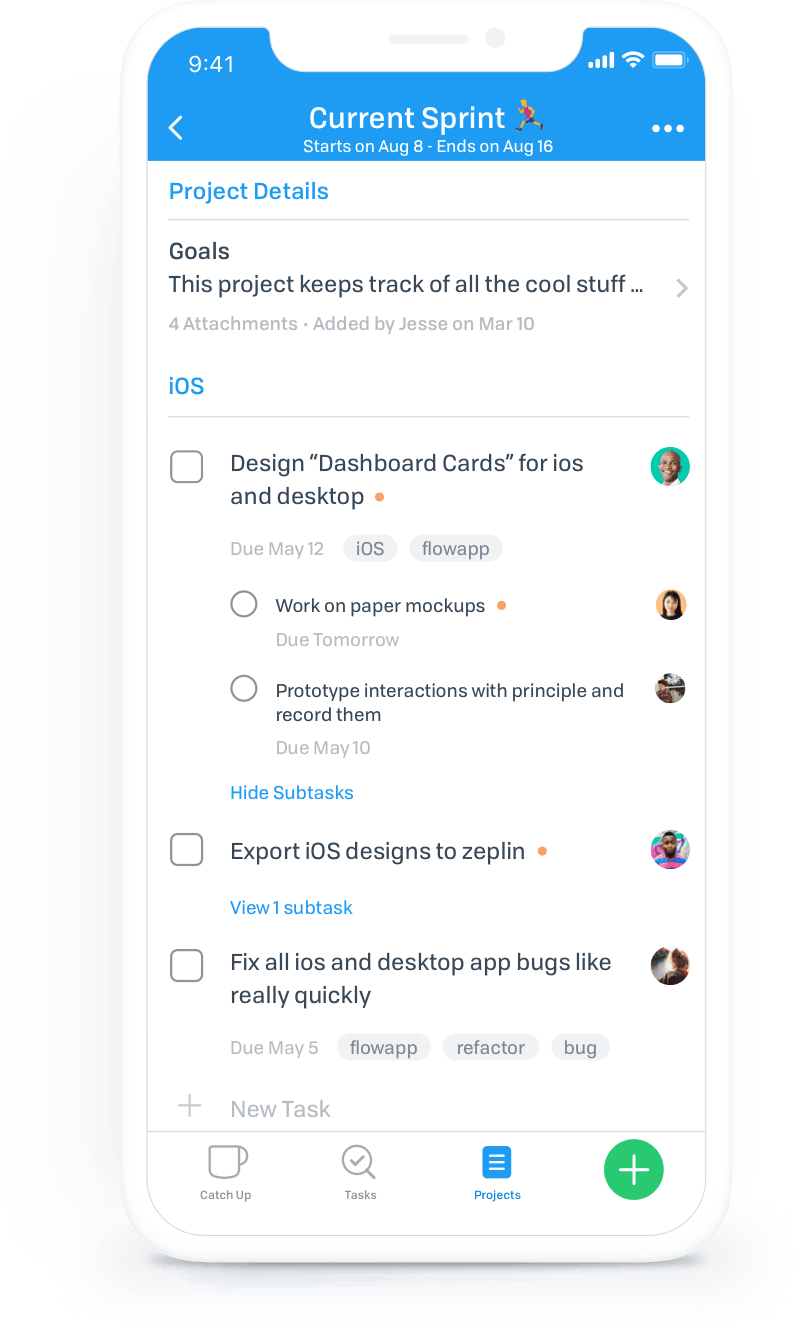 9:41
Current Sprint 🏃
Starts on Aug 8 - Ends on Aug 16
Project Details
Goals
This project keeps track of all the cool stuff ...
4 Attachments • Added by Jesse on Mar 10
iOS
Design “Dashboard Cards” for ios
and desktop
Due May 12 iOS flowapp
Work on paper mockups
Due Tomorrow
Prototype interactions with principle and
record them
Due May 10
Hide Subtasks
Export iOS designs to zeplin
View 1 subtask
Fix all ios and desktop app bugs like
really quickly
Due May 5 flowapp refactor bug
New Task
Catch Up Tasks Projects